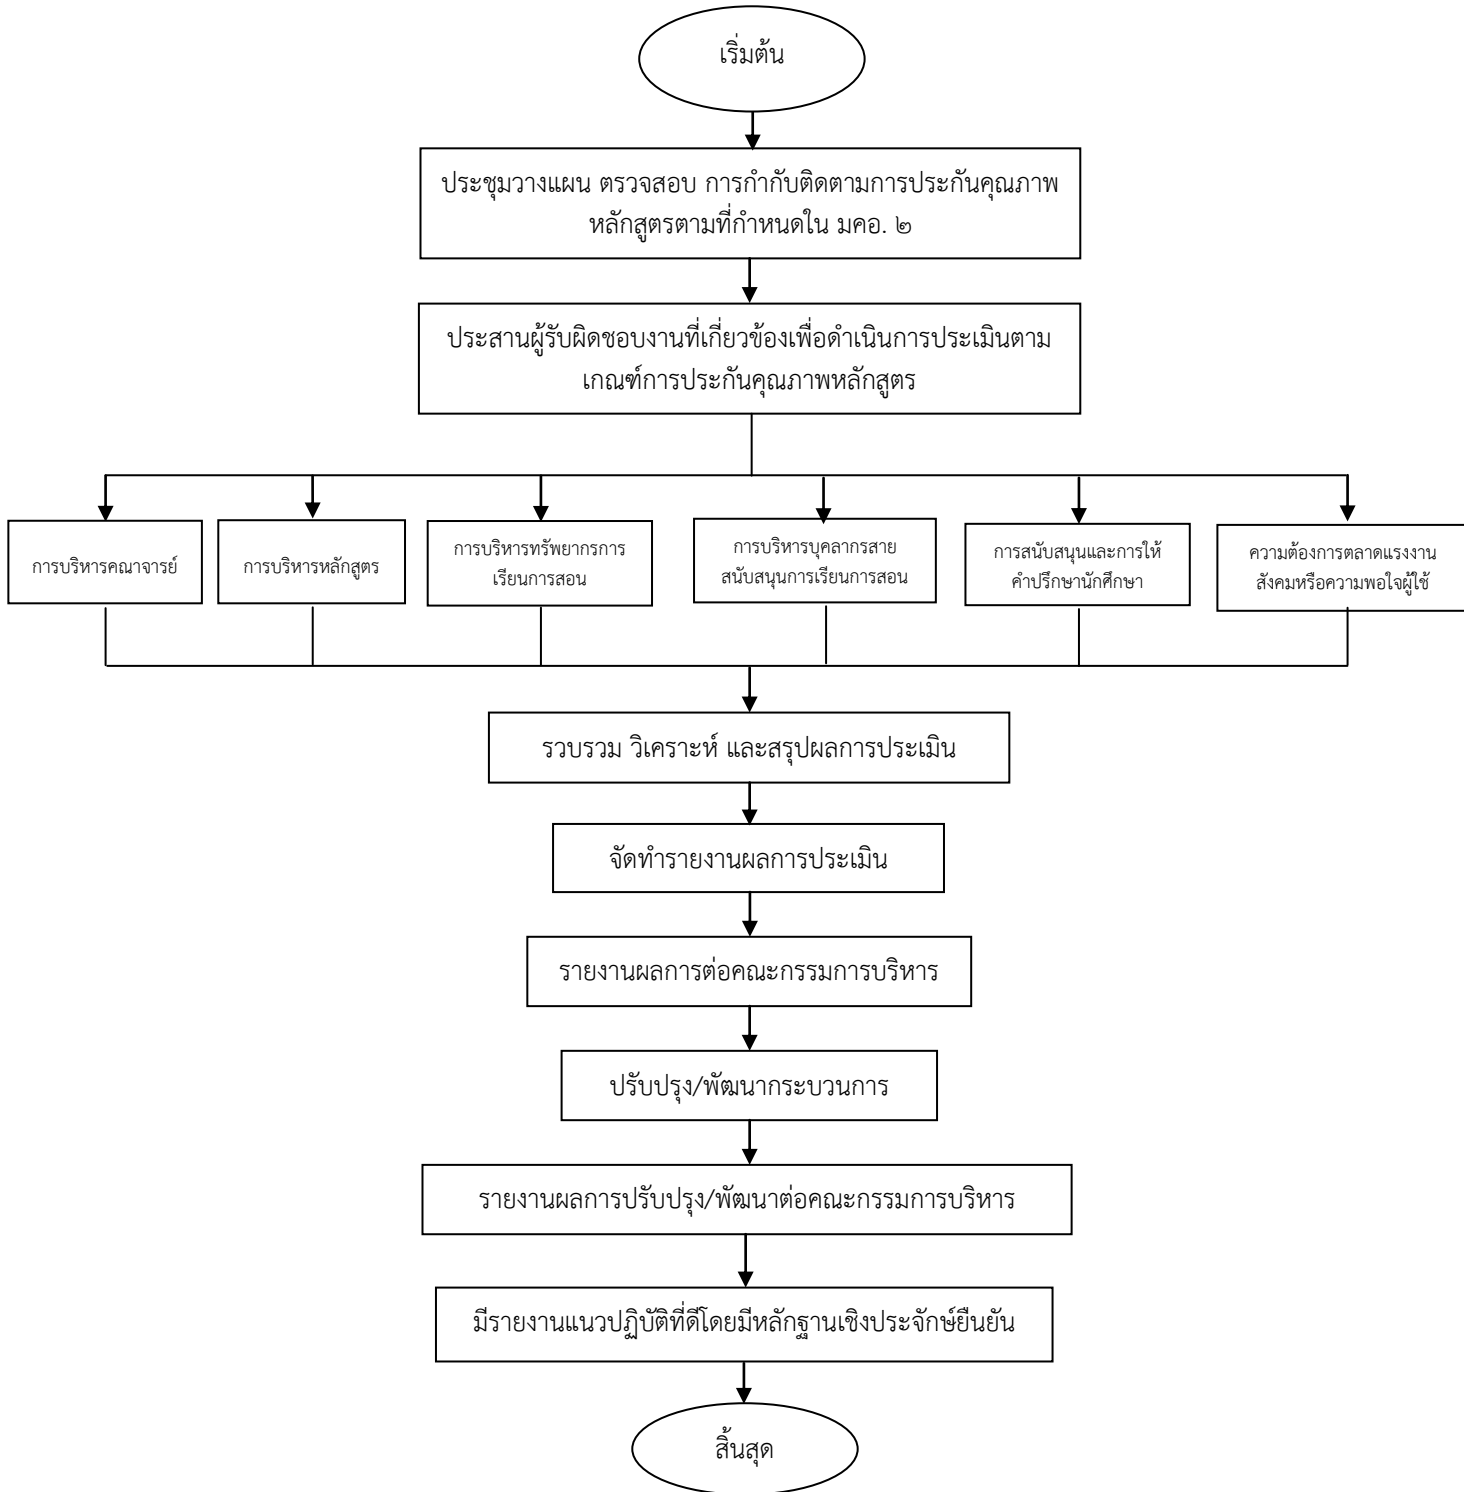 เริ่มต้น
ประชุมวางแผน ตรวจสอบ การกำกับติดตามการประกันคุณภาพ
หลักสูตรตามที่กำหนดใน มคอ. ๒
ประสานผู้รับผิดชอบงานที่เกี่ยวข้องเพื่อดำเนินการประเมินตาม
เกณฑ์การประกันคุณภาพหลักสูตร
การบริหารคณาจารย์
การบริหารหลักสูตร
การบริหารทรัพยากรการ
เรียนการสอน
การบริหารบุคลากรสาย
สนับสนุนการเรียนการสอน
การสนับสนุนและการให้
คำปรึกษานักศึกษา
ความต้องการตลาดแรงงาน
สังคมหรือความพอใจผู้ใช้
รวบรวม วิเคราะห์ และสรุปผลการประเมิน
จัดทำรายงานผลการประเมิน
รายงานผลการต่อคณะกรรมการบริหาร
ปรับปรุง/พัฒนากระบวนการ
รายงานผลการปรับปรุง/พัฒนาต่อคณะกรรมการบริหาร
มีรายงานแนวปฏิบัติที่ดีโดยมีหลักฐานเชิงประจักษ์ยืนยัน
สิ้นสุด